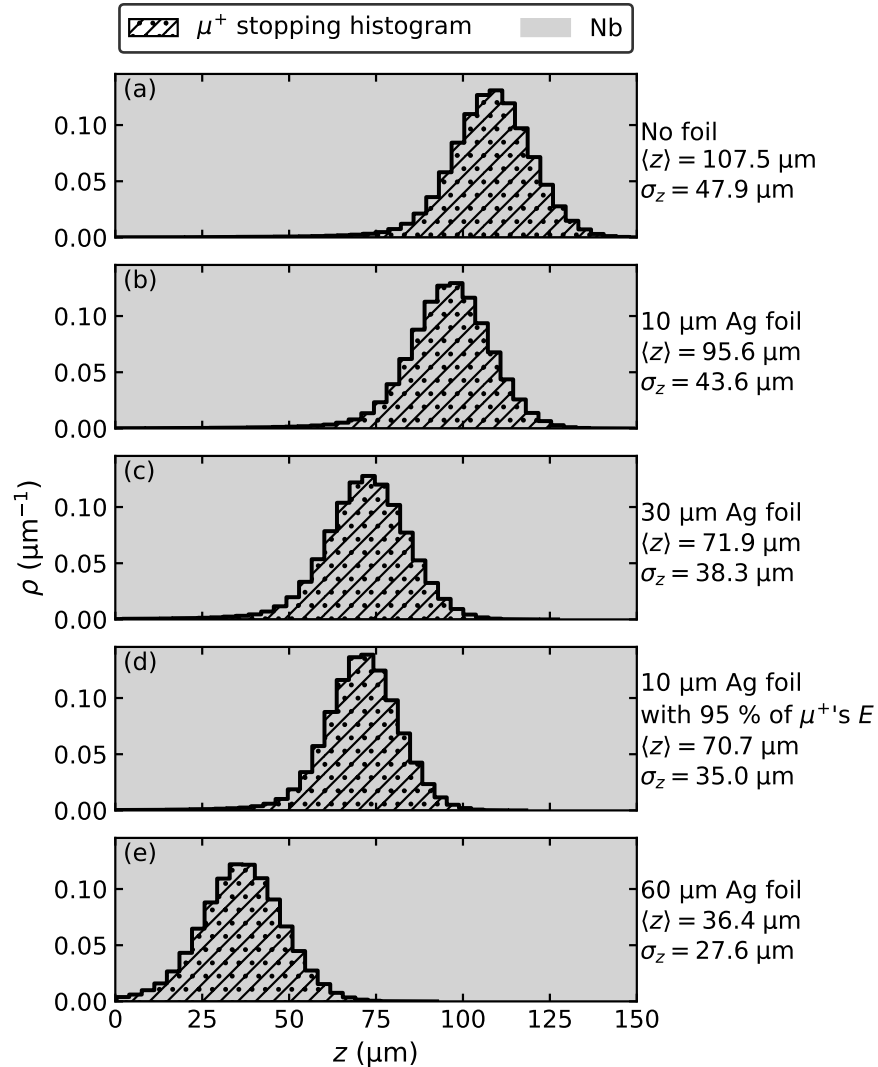 μ⁺ stopping histogram Nb
(a)
0.10
0.05
0.00
No foil
⟨z⟩ = 107.5 μm
σz = 47.9 μm
(b)
0.10
0.05
0.00
10 μm Ag foil
⟨z⟩ = 95.6 μm
σz = 43.6 μm
(c)
0.10
0.05
0.00
30 μm Ag foil
⟨z⟩ = 71.9 μm
σz = 38.3 μm
ρ (μm⁻¹)
(d)
0.10
0.05
0.00
10 μm Ag foil
with 95 % of μ⁺'s E
⟨z⟩ = 70.7 μm
σz = 35.0 μm
(e)
0.10
0.05
0.00
60 μm Ag foil
⟨z⟩ = 36.4 μm
σz = 27.6 μm
0 25 50 75 100 125 150
z (μm)